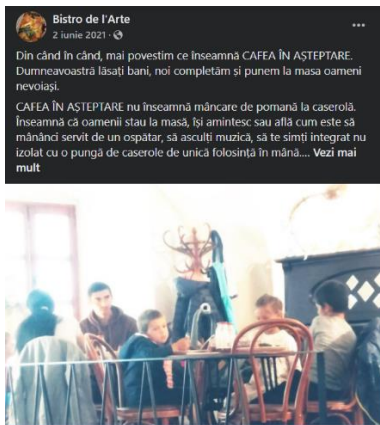 Bistro de l'Arte
2 iunie 2021 ·
Din când în când, mai povestim ce înseamnă CAFEA ÎN AȘTEPTARE.
Dumneavoastră lăsați bani, noi completăm și punem la masa oameni
nevoiași.
CAFEA ÎN AȘTEPTARE nu înseamnă mâncare de pomană la caserolă.
Înseamnă că oamenii stau la masă, își amintesc sau află cum este să
mănânci servit de un ospătar, să asculți muzică, să te simți integrat nu
izolat cu o pungă de caserole de unică folosință în mână.... Vezi mai
mult